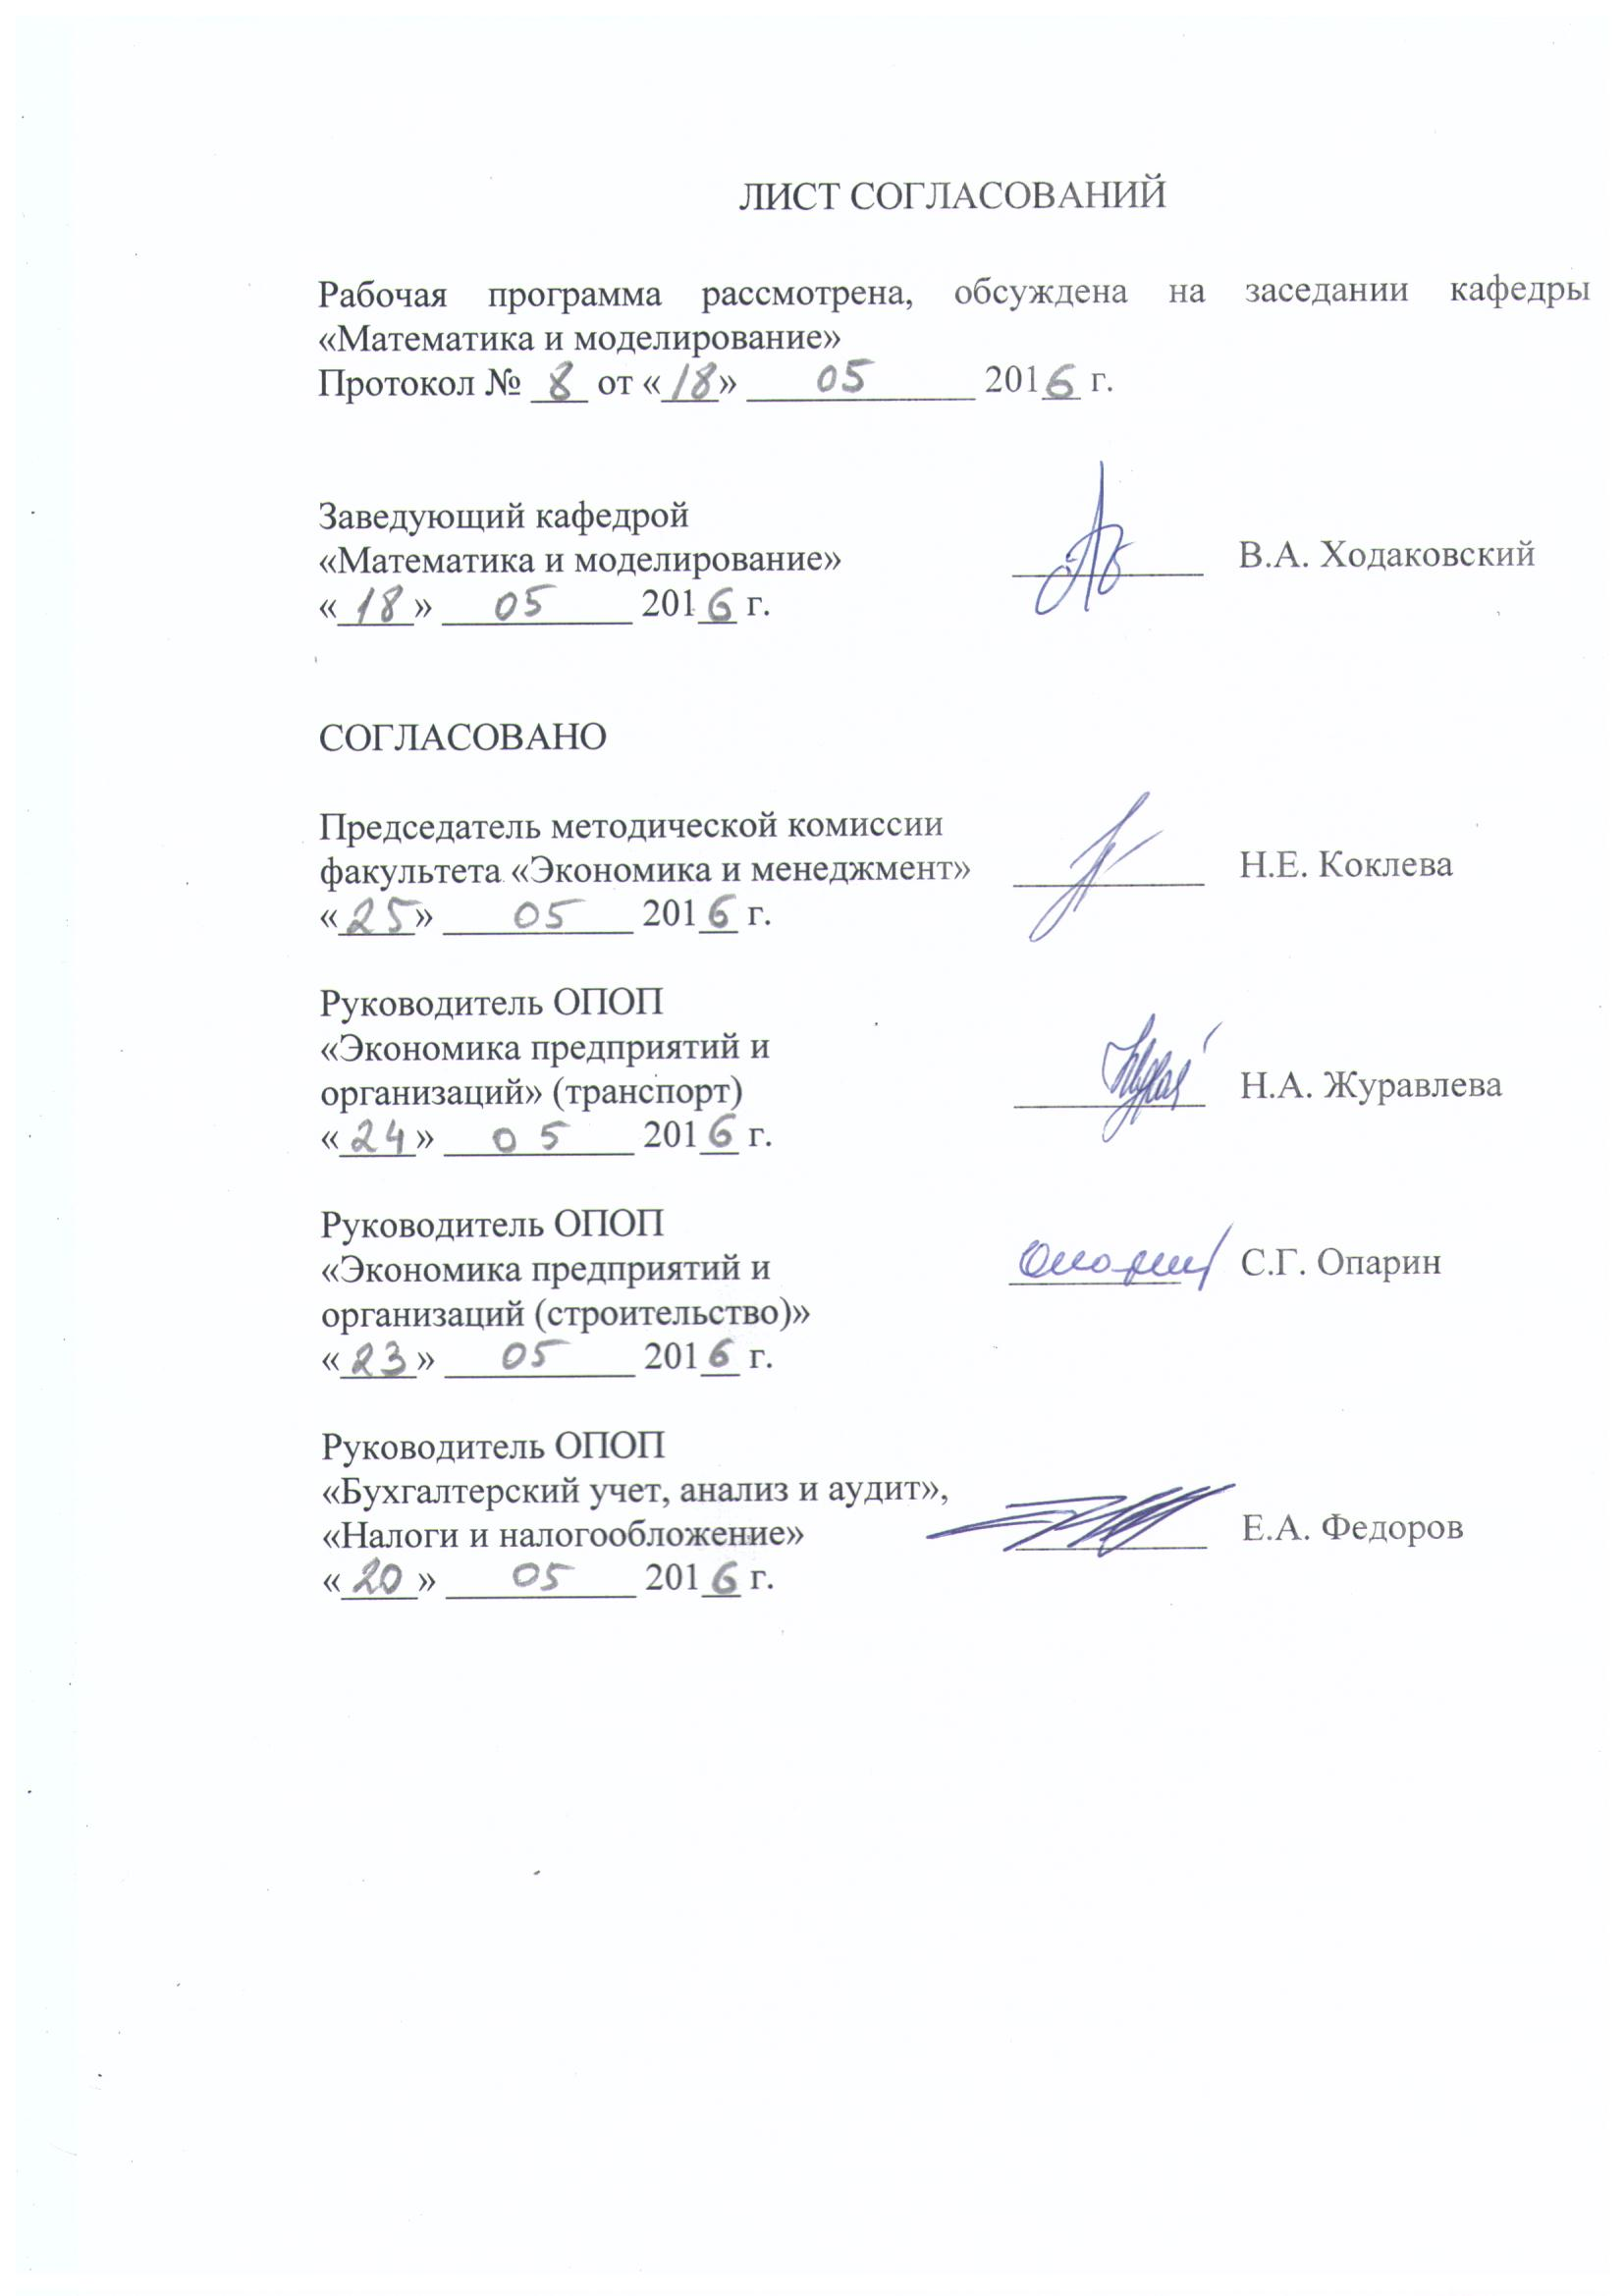 ЛИСТ СОГЛАСОВАНИЙ
Рабочая программа рассмотрена, обсуждена на заседании кафедры
«Математика и моделирование»
Протокол № 8 от «18» 05 2016 г.
Заведующий кафедрой
«Математика и моделирование» В.А. Ходаковский
«18» 05 2016 г.
СОГЛАСОВАНО
Председатель методической комиссии
факультета «Экономика и менеджмент» Н.Е. Коклева
«25» 05 2016 г.
Руководитель ОПОП
«Экономика предприятий и
организаций» (транспорт) Н.А. Журавлева
«24» 05 2016 г.
Руководитель ОПОП
«Экономика предприятий и С.Г. Опарин
организаций (строительство)»
«23» 05 2016 г.
Руководитель ОПОП
«Бухгалтерский учет, анализ и аудит»,
«Налоги и налогообложение» Е.А. Федоров
«20» 05 2016 г.